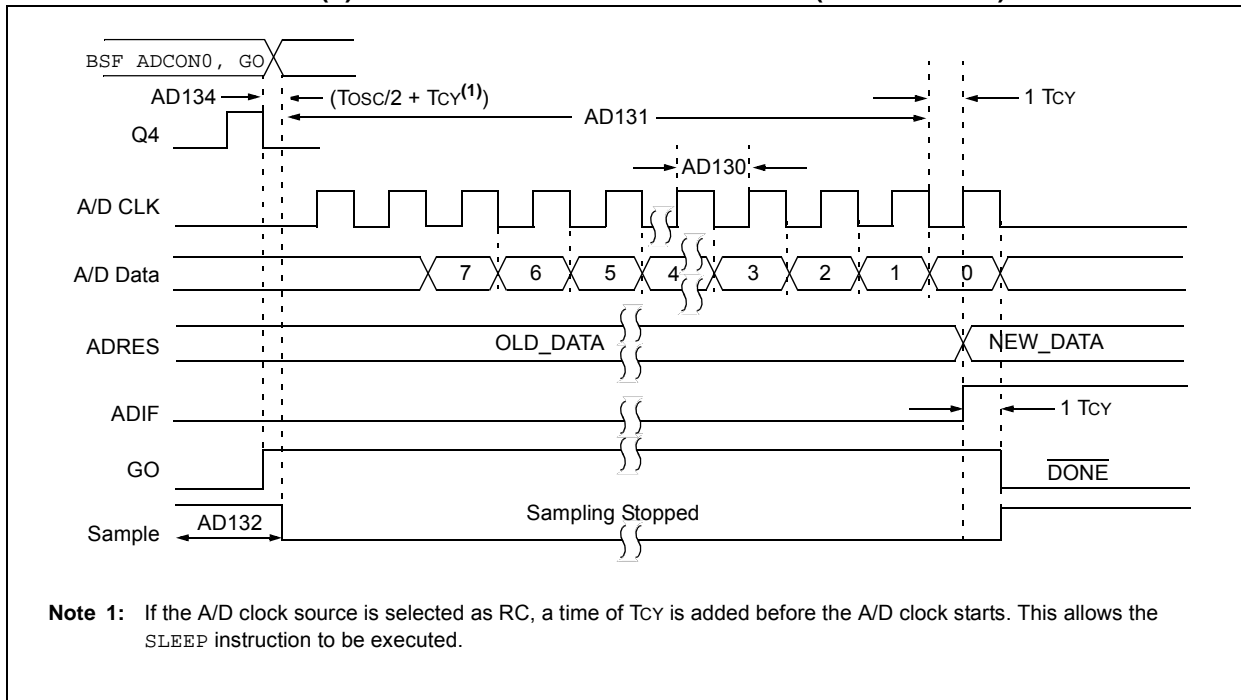 BSF ADCON0, GO
AD134
(TOSC/2 + TCY(1))
1 TCY
AD131
Q4
AD130
A/D CLK
A/D Data
7
6
5
4
3
2
1
0
ADRES
OLD_DATA
NEW_DATA
ADIF
1 TCY
GO
DONE
Sample
AD132
Sampling Stopped
Note 1: If the A/D clock source is selected as RC, a time of TCY is added before the A/D clock starts. This allows the
SLEEP instruction to be executed.